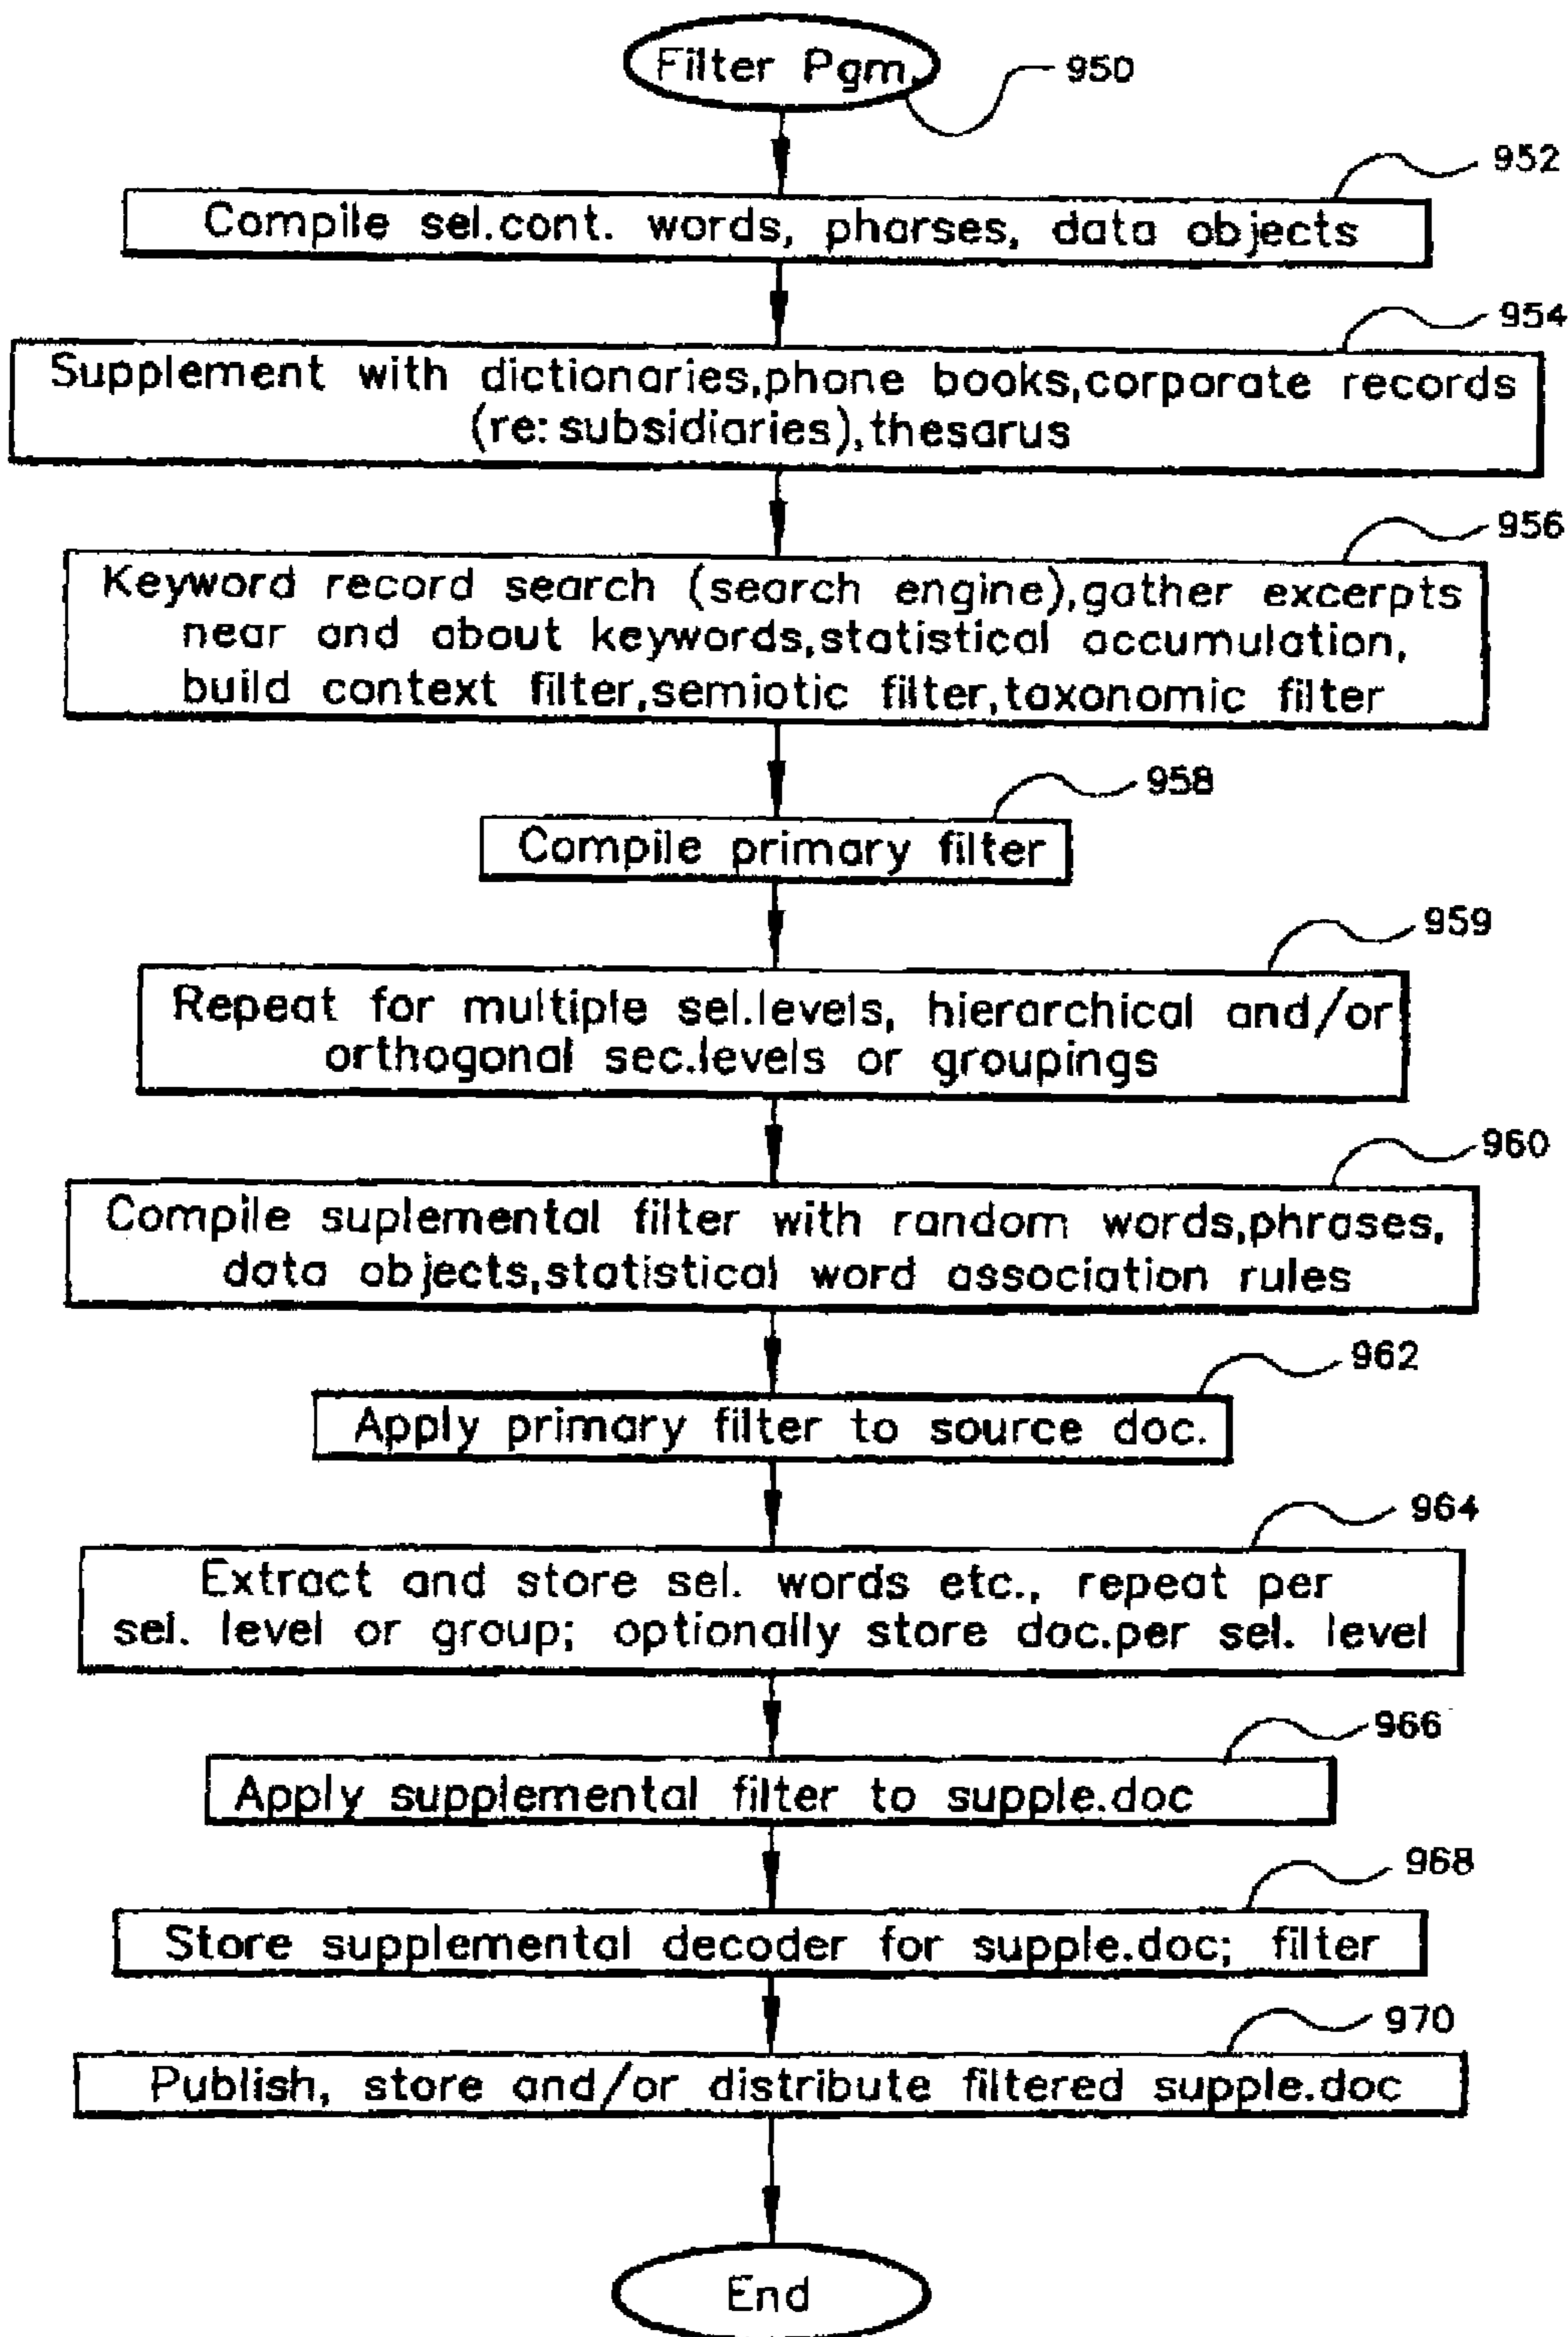 Filter Pgm.
950
952
Compile sel.cont. words, pharses, data objects
954
Supplement with dictionaries,phone books,corporate records
(re: subsidiaries),thesarus
956
Keyword record search (search engine),gather excerpts
near and about keywords,statistical accumulation,
build context filter,semiotic filter,taxonomic filter
958
Compile primary filter
959
Repeat for multiple sel.levels, hierarchical and/or
orthogonal sec.levels or groupings
960
Compile suplemental filter with random words,phrases,
data objects,statistical word association rules
962
Apply primary filter to source doc.
964
Extract and store sel. words etc., repeat per
sel. level or group; optionally store doc.per sel. level
966
Apply supplemental filter to supple.doc
968
Store supplemental decoder for supple.doc; filter
970
Publish, store and/or distribute filtered supple.doc
End